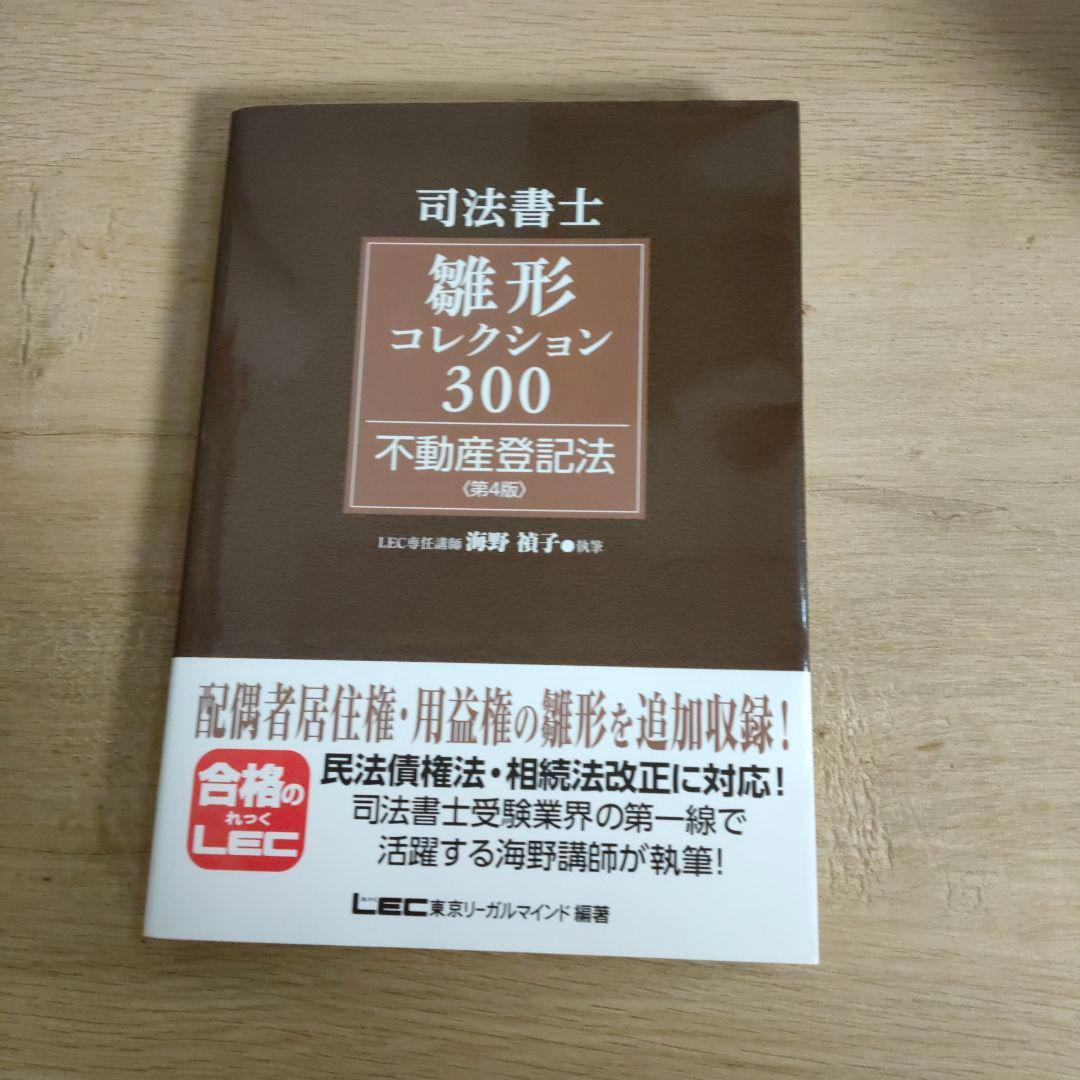 司法書士
雛形
コレクション
300
不動産登記法
〈第4版〉
LEC専任講師 海野 禎子●執筆
配偶者居住権・用益権の雛形を追加収録!
合格の
れっく
LEC
民法債権法・相続法改正に対応!
司法書士受験業界の第一線で
活躍する海野講師が執筆!
れっく
LEC東京リーガルマインド 編著